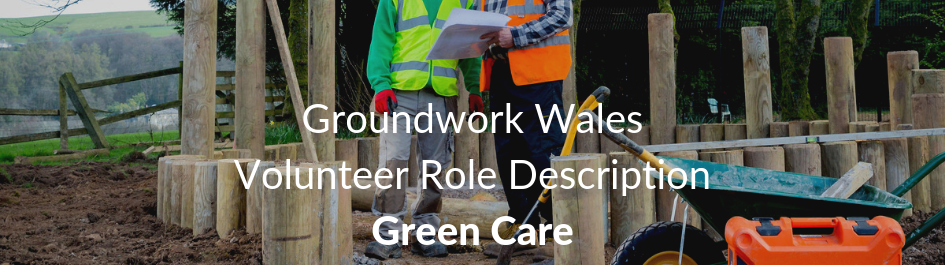 Groundwork Wales
Volunteer Role Description
Green Care